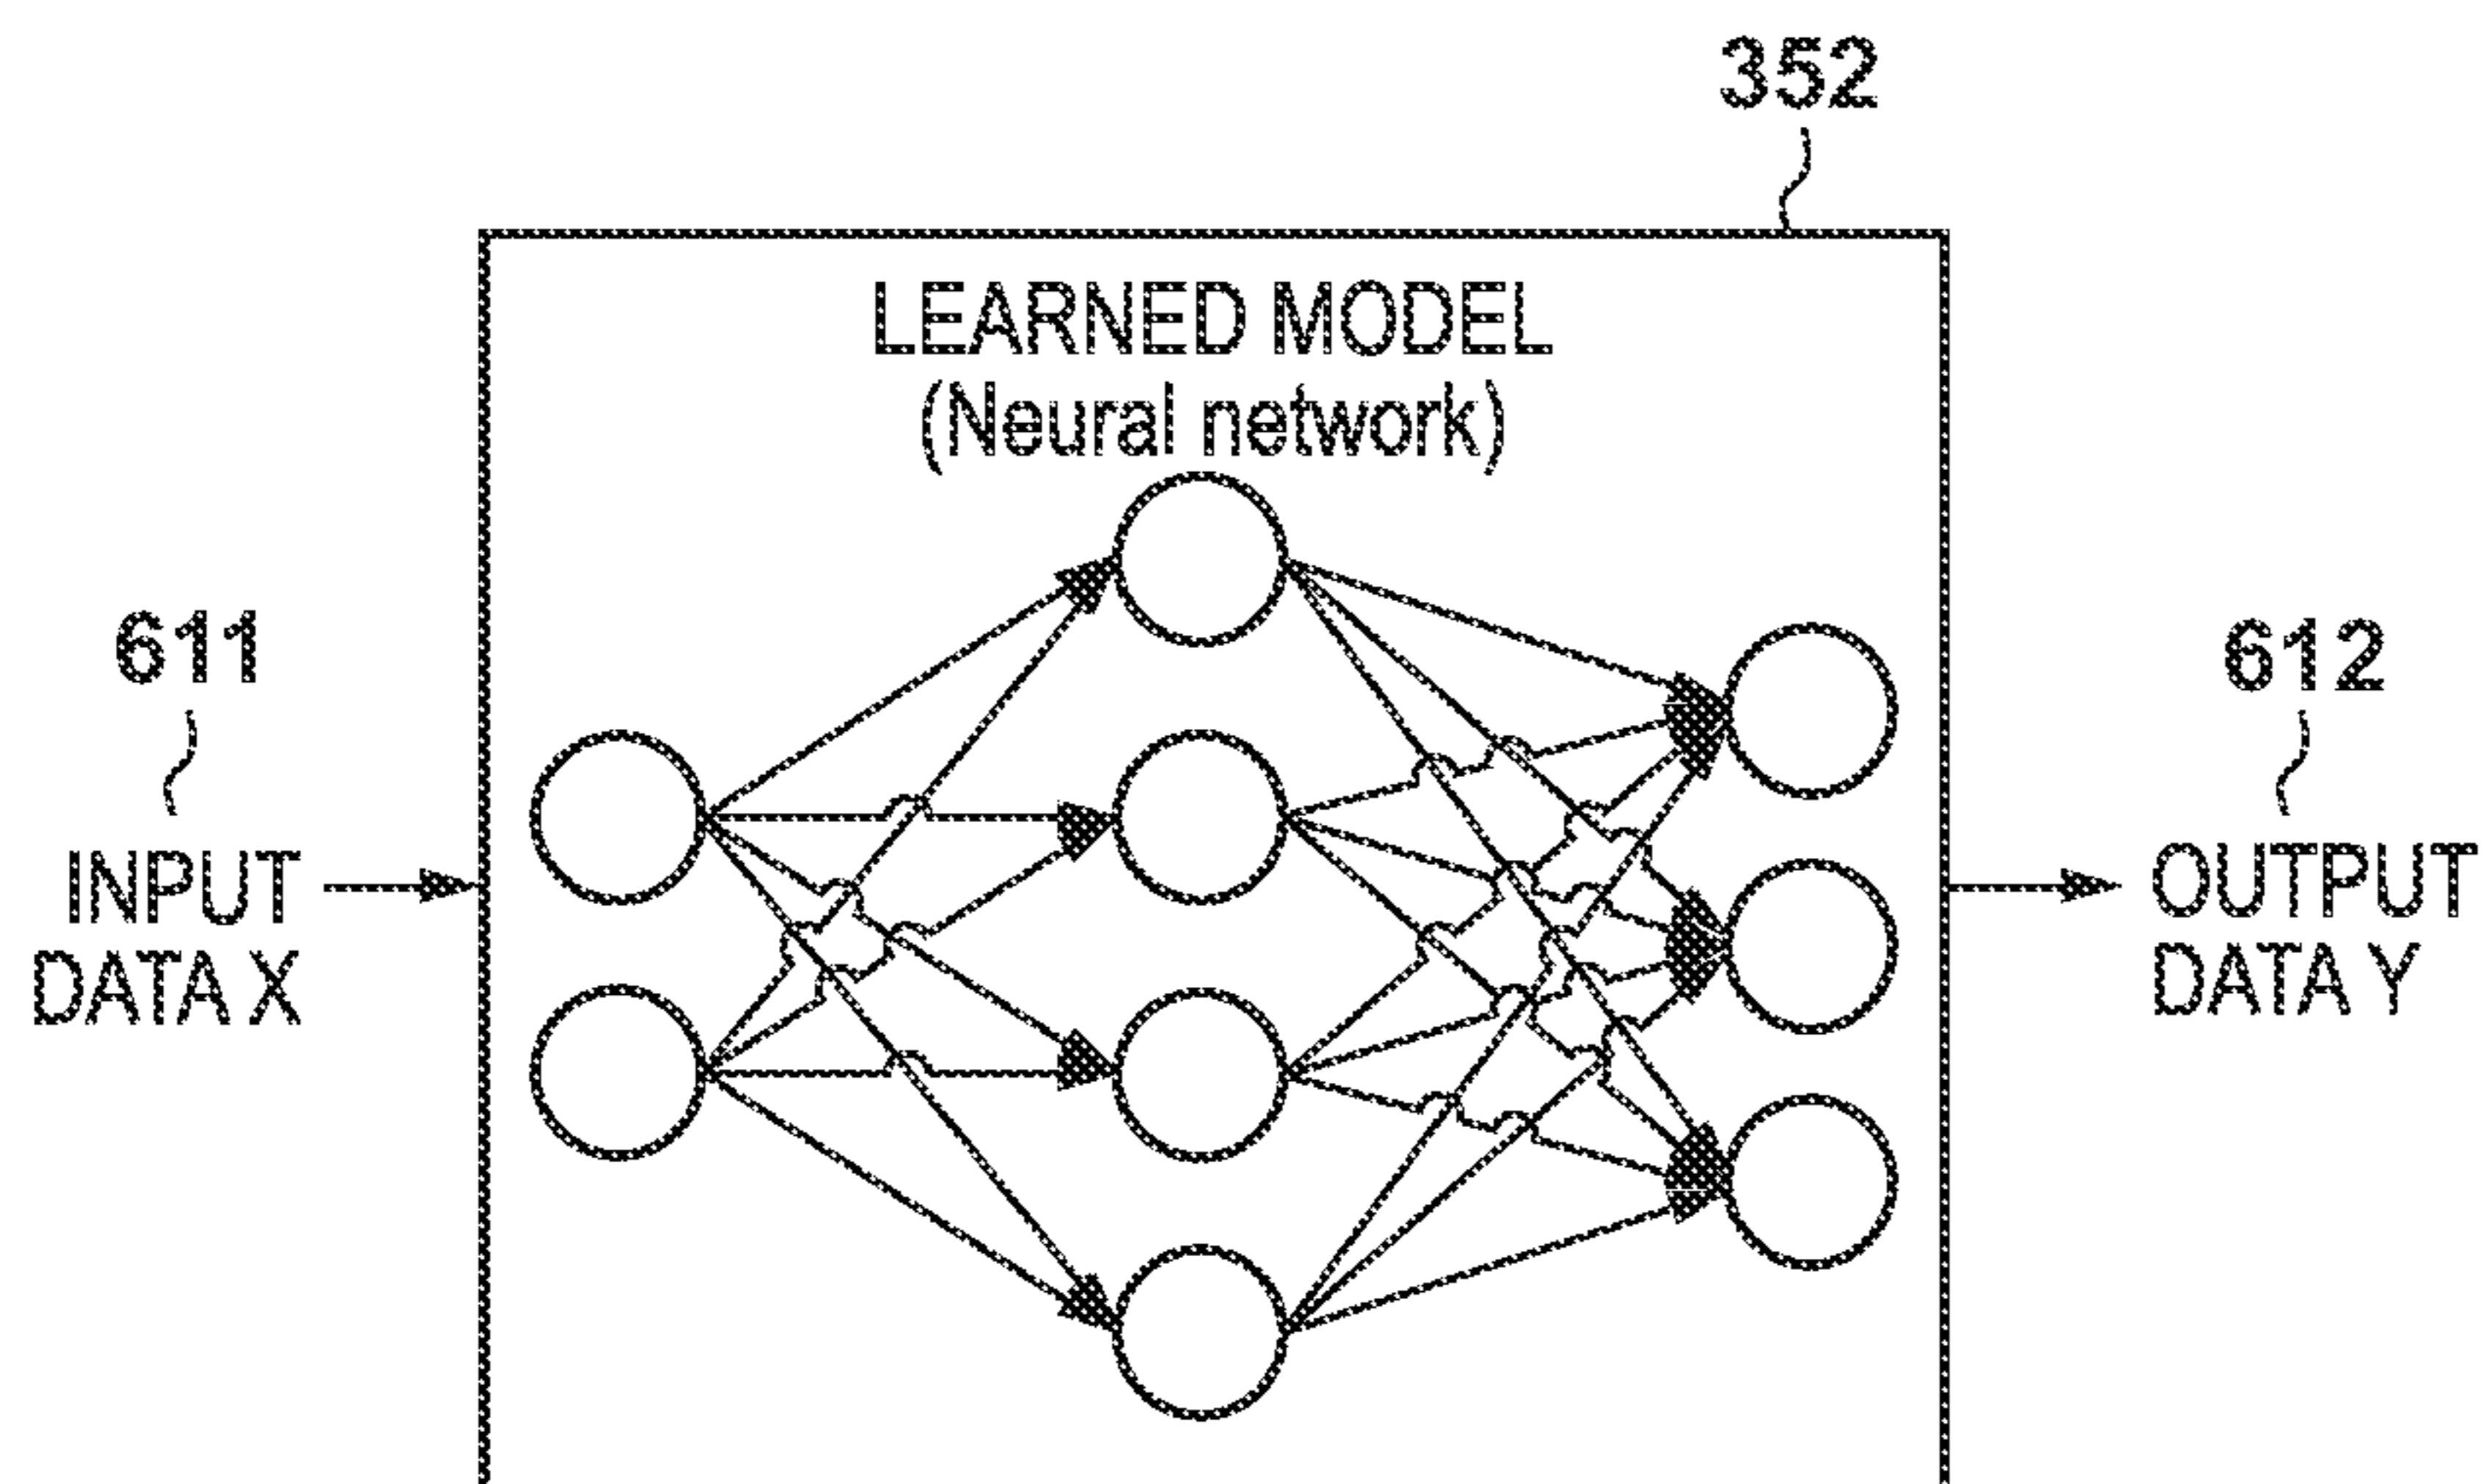 352
LEARNED MODEL
(Neural network)
611
INPUT
DATA X
612
OUTPUT
DATA Y